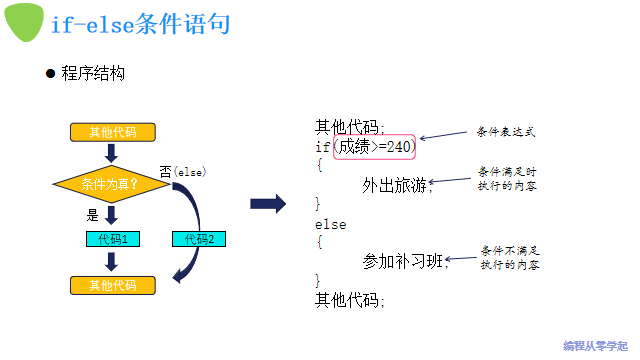 if-else条件语句
● 程序结构
其他代码
条件为真?
否(else)
是
代码1
代码2
其他代码
其他代码;
if(成绩>=240)
{
外出旅游;
}
else
{
参加补习班;
}
其他代码;
条件表达式
条件满足时
执行的内容
条件不满足
执行的内容
编程从零学起